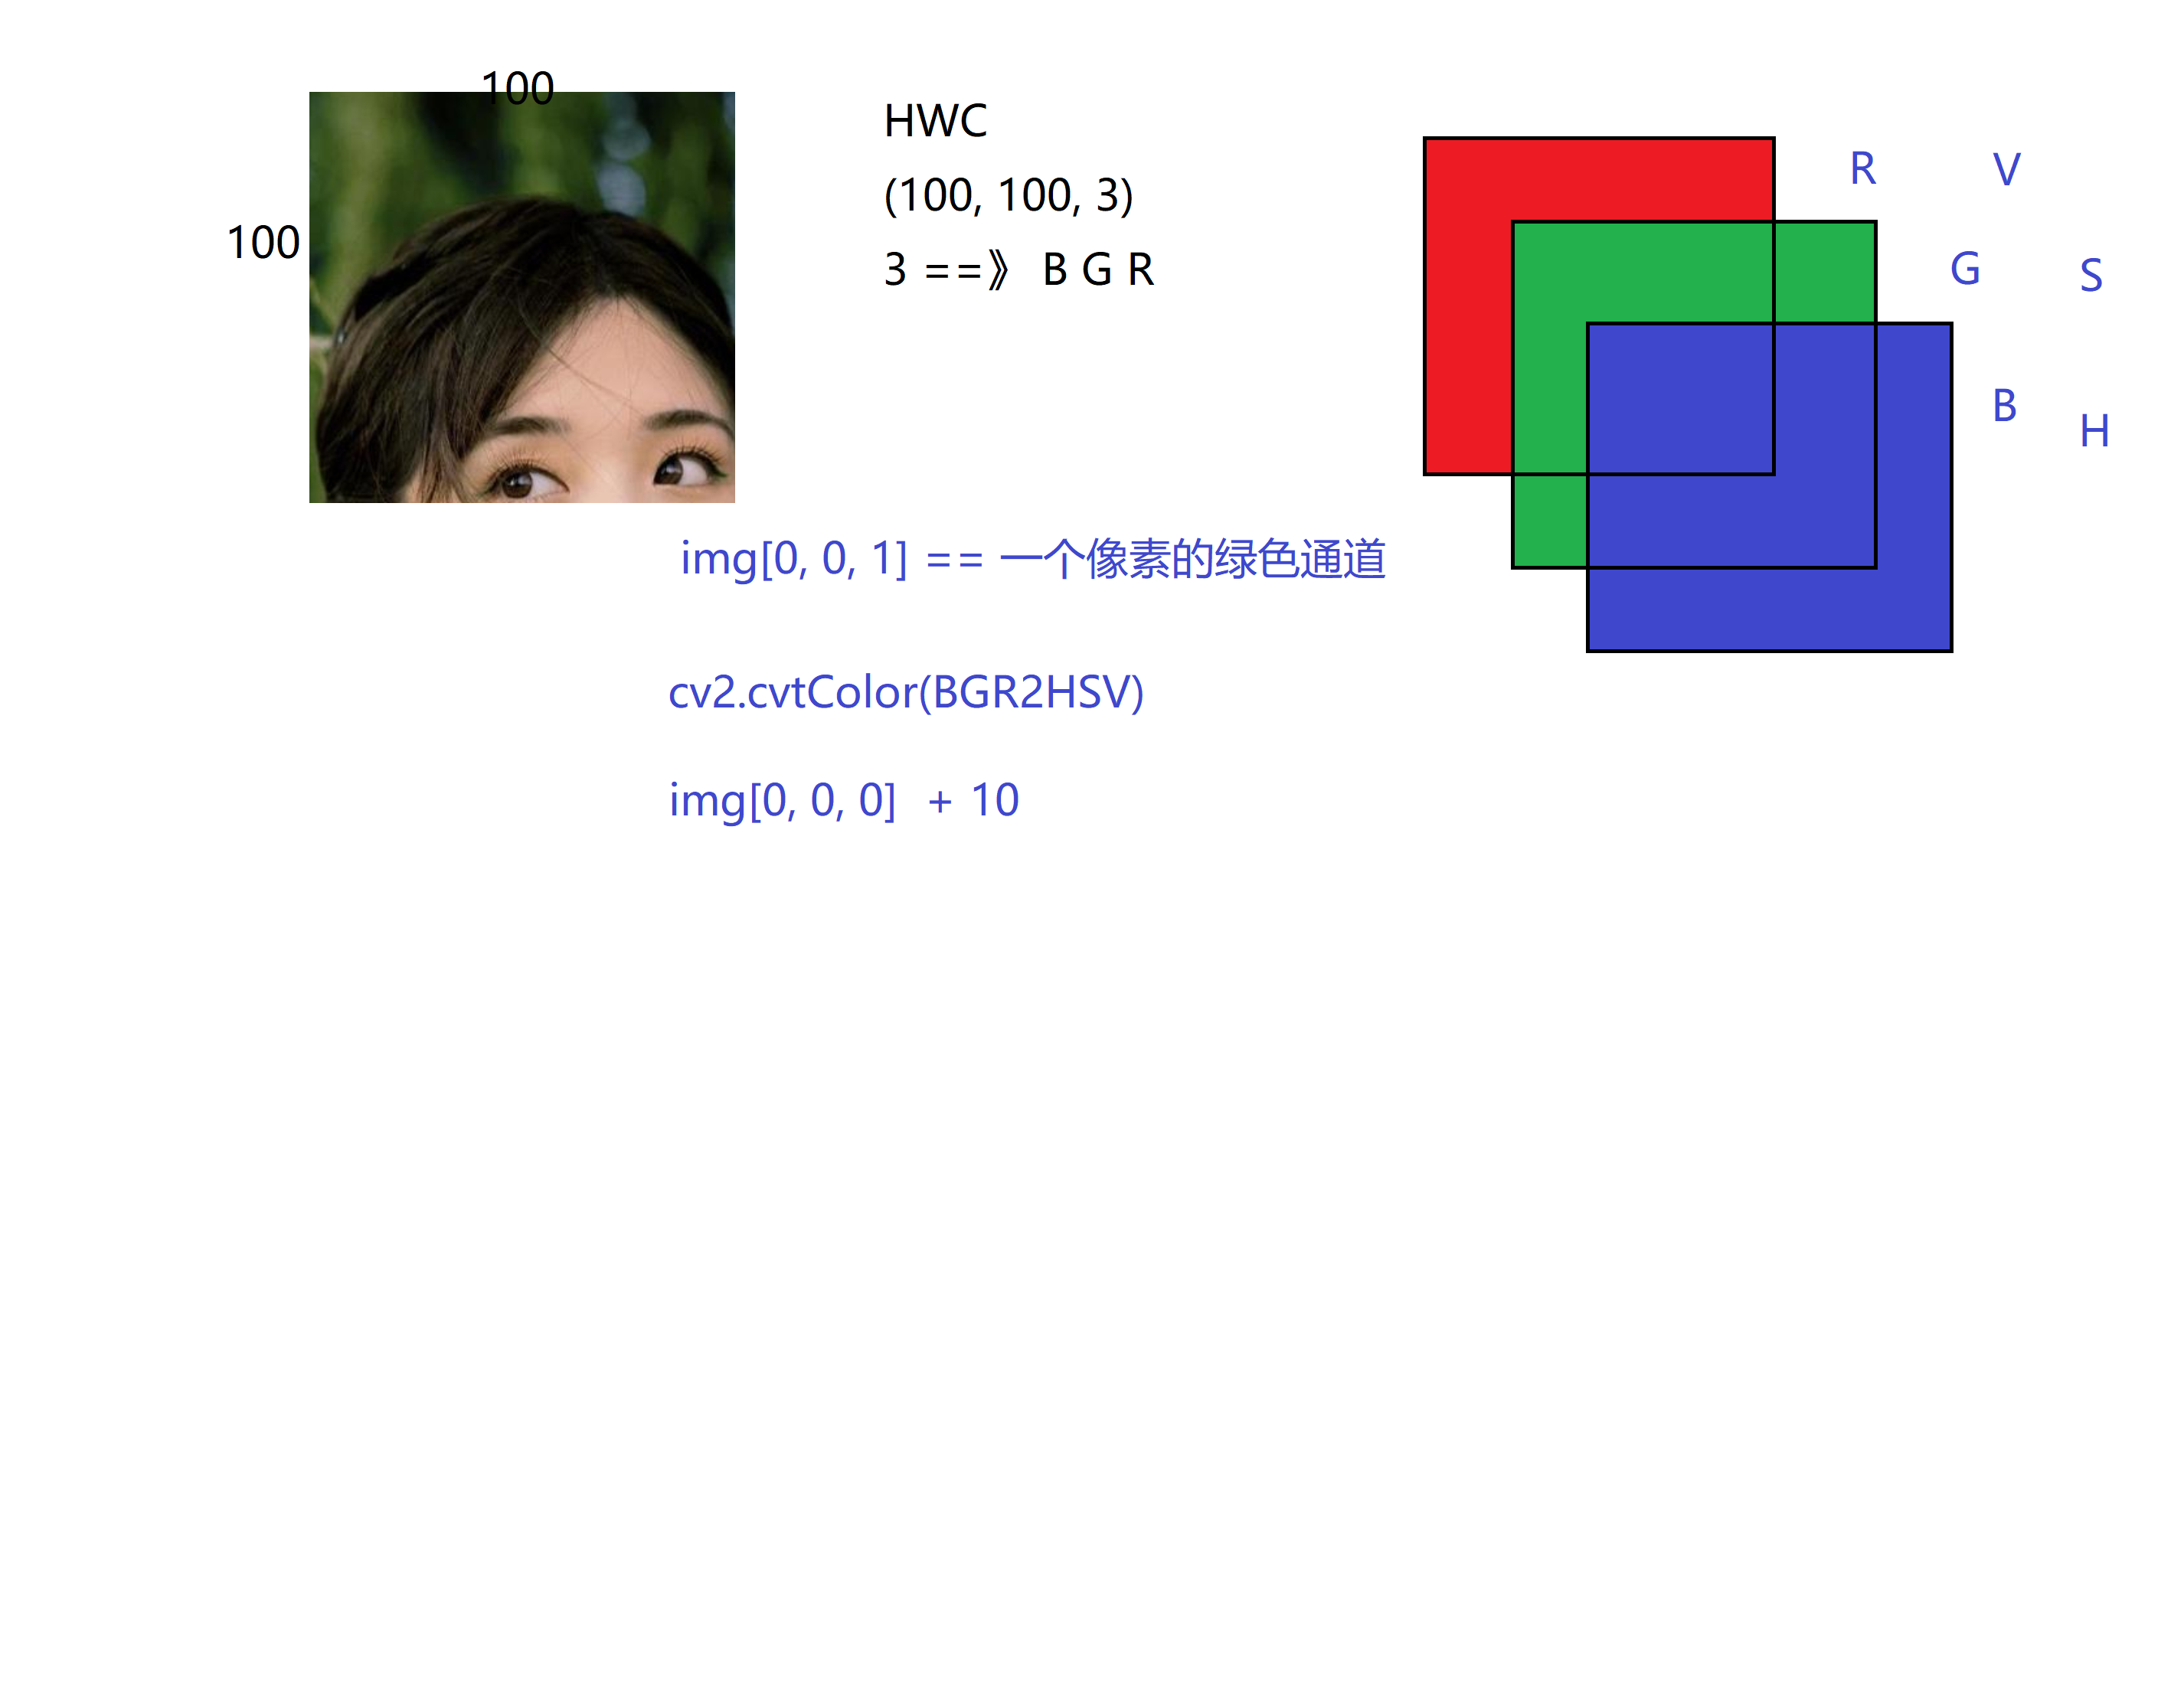 100
100
HWC
(100, 100, 3)
3 ==》 B G R
R V
G S
B H
img[0, 0, 1] == 一个像素的绿色通道
cv2.cvtColor(BGR2HSV)
img[0, 0, 0] + 10